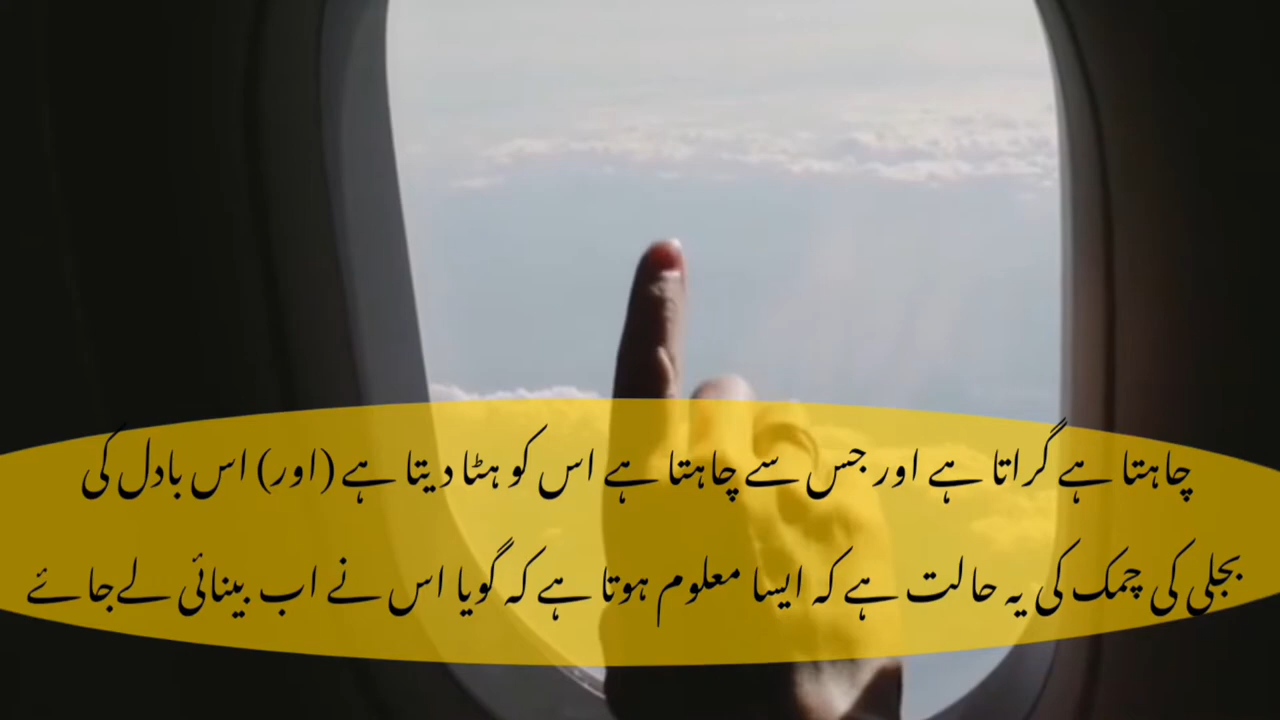 چاہتا ہے گراتا ہے اور جس سے چاہتا ہے اس کو ہٹا دیتا ہے (اور) اس بادل کی
بجلی کی چمک کی یہ حالت ہے کہ ایسا معلوم ہوتا ہے کہ گویا اس نے اب بینائی لے جائے